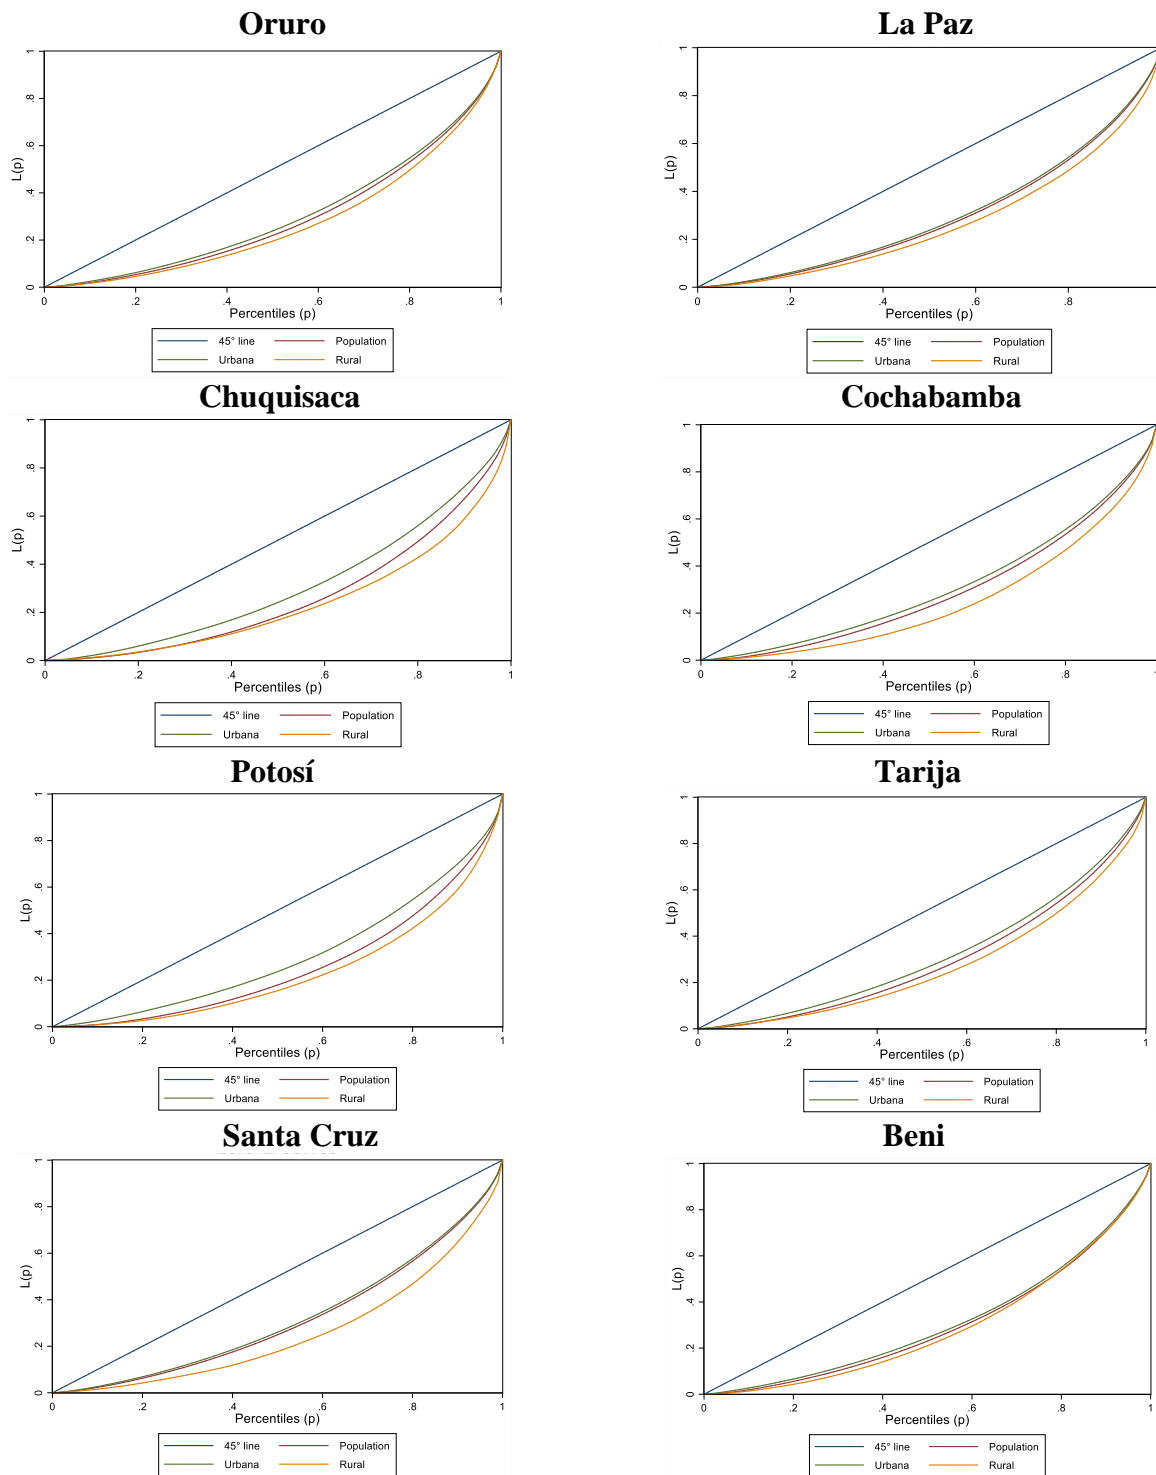 Oruro
L(p)
0 .2 .4 .6 .8 1
0 .2 .4 .6 .8 1
Percentiles (p)
45° line Population
Urbana Rural
La Paz
L(p)
0 .2 .4 .6 .8 1
0 .2 .4 .6 .8
Percentiles (p)
45° line Population
Urbana Rural
Chuquisaca
L(p)
0 .2 .4 .6 .8 1
0 .2 .4 .6 .8 1
Percentiles (p)
45° line Population
Urbana Rural
Cochabamba
L(p)
0 .2 .4 .6 .8 1
0 .2 .4 .6 .8 1
Percentiles (p)
45° line Population
Urbana Rural
Potosí
L(p)
0 .2 .4 .6 .8 1
0 .2 .4 .6 .8 1
Percentiles (p)
45° line Population
Urbana Rural
Tarija
L(p)
0 .2 .4 .6 .8 1
0 .2 .4 .6 .8 1
Percentiles (p)
45° line Population
Urbana Rural
Santa Cruz
L(p)
0 .2 .4 .6 .8 1
0 .2 .4 .6 .8 1
Percentiles (p)
45° line Population
Urbana Rural
Beni
L(p)
0 .2 .4 .6 .8 1
0 .2 .4 .6 .8 1
Percentiles (p)
45° line Population
Urbana Rural